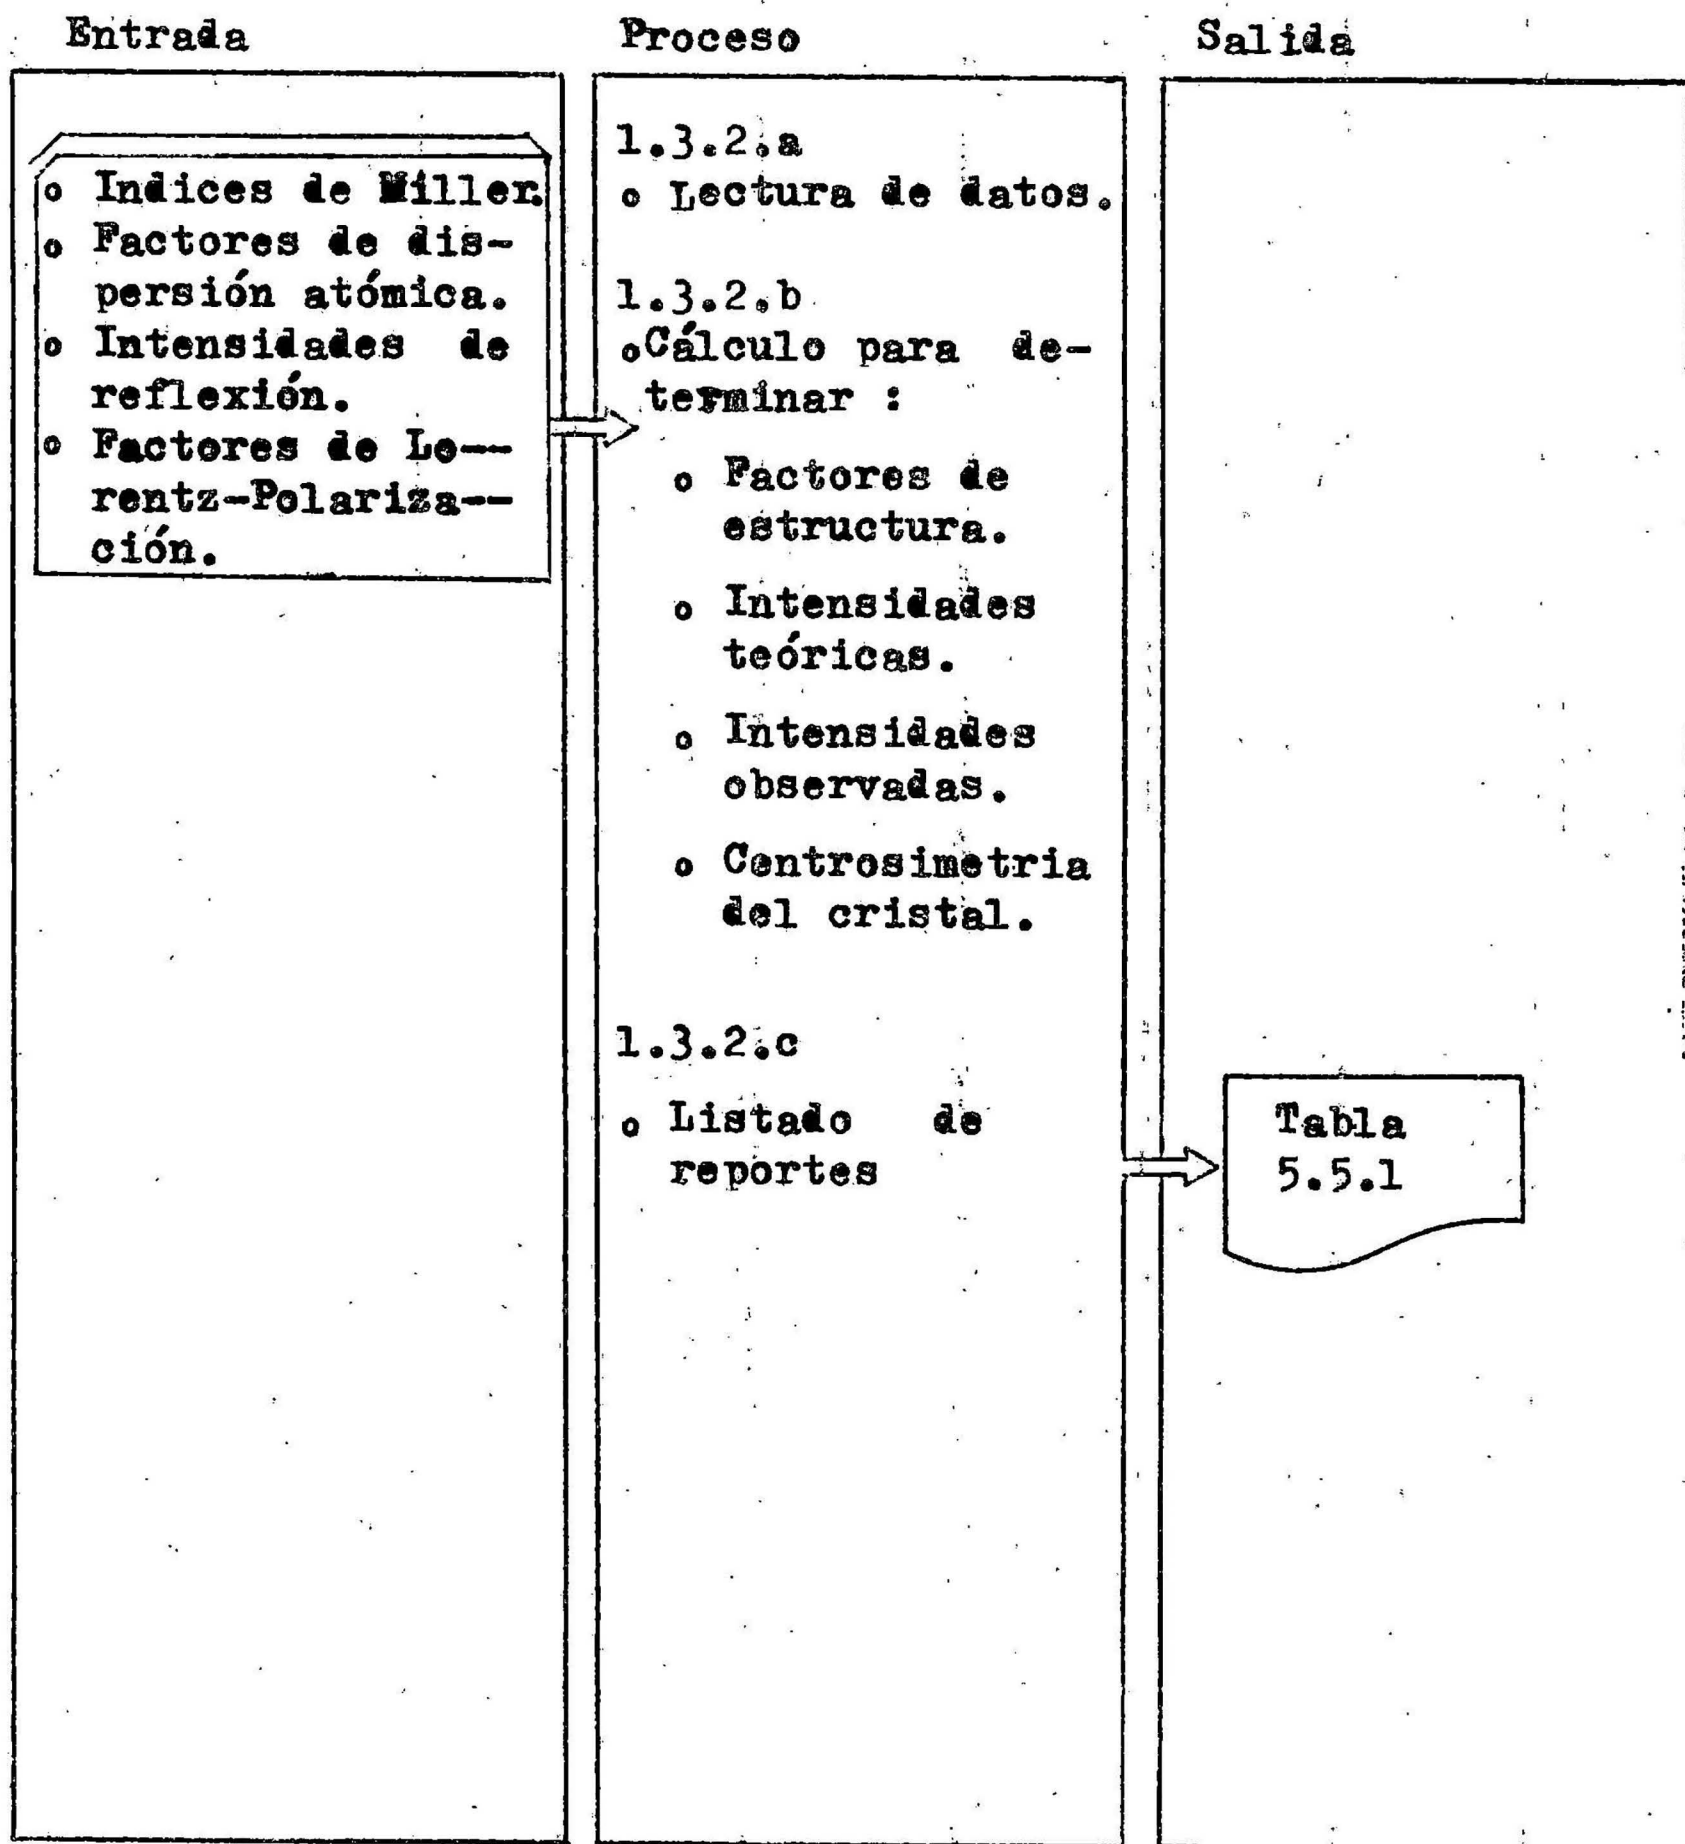 Entrada
Proceso
Salida
o Indices de Miller.
o Factores de dis-
persión atómica.
o Intensidades de
reflexión.
o Factores de Lo--
rentz-Polariza--
ción.
1.3.2.a
o Lectura de datos.
1.3.2.b
o Cálculo para de-
terminar :
o Factores de
estructura.
o Intensidades
teóricas.
o Intensidades
observadas.
o Centrosimetria
del cristal.
1.3.2.c
o Listado de
reportes
Tabla
5.5.1